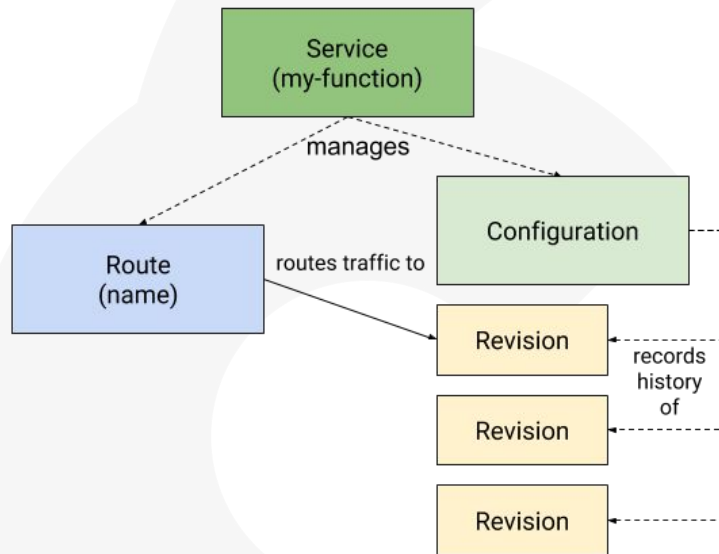 Service
(my-function)
manages
Configuration
Route
(name)
routes traffic to
Revision
records
history
of
Revision
Revision